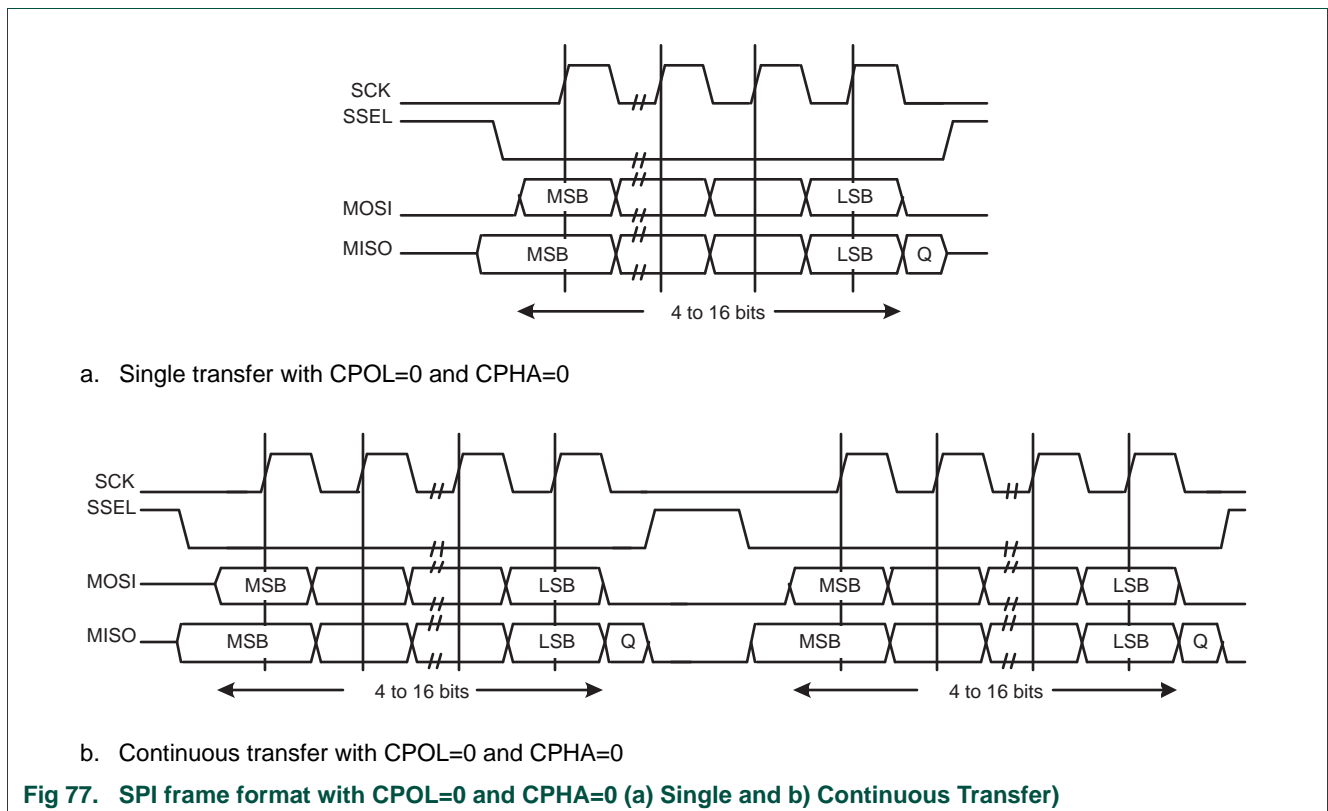 SCK
SSEL
MOSI MSB LSB
MISO MSB LSB Q
4 to 16 bits
a. Single transfer with CPOL=0 and CPHA=0
SCK
SSEL
MOSI MSB LSB MSB LSB
MISO MSB LSB Q MSB LSB Q
4 to 16 bits 4 to 16 bits
b. Continuous transfer with CPOL=0 and CPHA=0
Fig 77. SPI frame format with CPOL=0 and CPHA=0 (a) Single and b) Continuous Transfer)